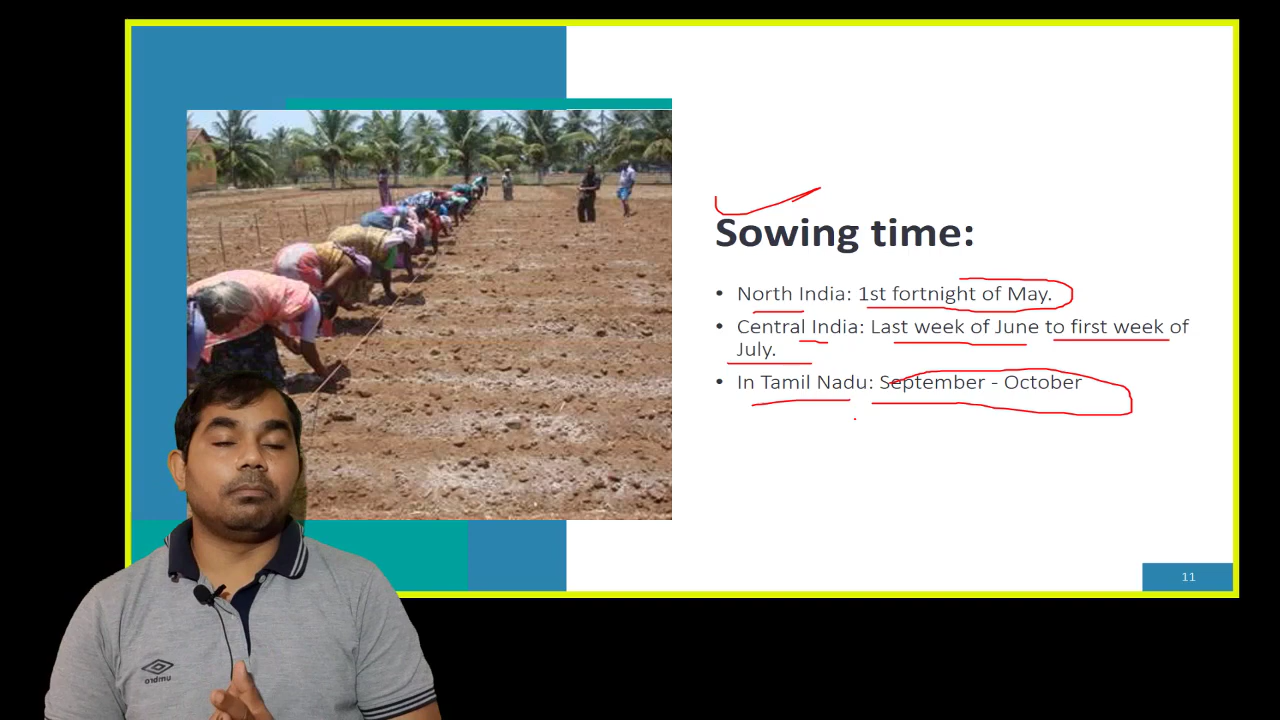 Sowing time:
• North India: 1st fortnight of May.
• Central India: Last week of June to first week of
July.
• In Tamil Nadu: September - October
11
umbro